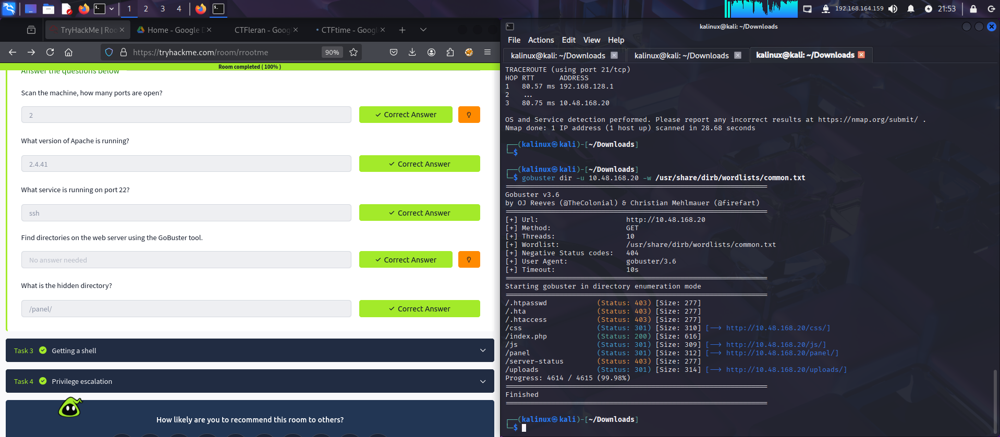 1
2
3
4
192.168.164.159
21:53
TryHackMe | Roo
Home - Google D
CTFleran - Goog
CTFtime - Googl
https://tryhackme.com/room/rrootme
90%
Room completed ( 100% )
Answer the questions below
Scan the machine, how many ports are open?
2
Correct Answer
What version of Apache is running?
2.4.41
Correct Answer
What service is running on port 22?
ssh
Correct Answer
Find directories on the web server using the GoBuster tool.
No answer needed
Correct Answer
What is the hidden directory?
/panel/
Correct Answer
Task 3 Getting a shell
Task 4 Privilege escalation
How likely are you to recommend this room to others?
kalinux@kali: ~/Downloads
File Actions Edit View Help
kalinux@kali: ~/Downloads
kalinux@kali: ~/Downloads
kalinux@kali: ~/Downloads
TRACEROUTE (using port 21/tcp)
HOP RTT ADDRESS
1 80.57 ms 192.168.128.1
2 ...
3 80.75 ms 10.48.168.20
OS and Service detection performed. Please report any incorrect results at https://nmap.org/submit/ .
Nmap done: 1 IP address (1 host up) scanned in 28.68 seconds
┌──(kalinux㉿kali)-[~/Downloads]
└─$
┌──(kalinux㉿kali)-[~/Downloads]
└─$ gobuster dir -u 10.48.168.20 -w /usr/share/dirb/wordlists/common.txt
===============================================================
Gobuster v3.6
by OJ Reeves (@TheColonial) & Christian Mehlmauer (@firefart)
===============================================================
[+] Url: http://10.48.168.20
[+] Method: GET
[+] Threads: 10
[+] Wordlist: /usr/share/dirb/wordlists/common.txt
[+] Negative Status codes: 404
[+] User Agent: gobuster/3.6
[+] Timeout: 10s
===============================================================
Starting gobuster in directory enumeration mode
===============================================================
/.htpasswd (Status: 403) [Size: 277]
/.hta (Status: 403) [Size: 277]
/.htaccess (Status: 403) [Size: 277]
/css (Status: 301) [Size: 310] [--> http://10.48.168.20/css/]
/index.php (Status: 200) [Size: 616]
/js (Status: 301) [Size: 309] [--> http://10.48.168.20/js/]
/panel (Status: 301) [Size: 312] [--> http://10.48.168.20/panel/]
/server-status (Status: 403) [Size: 277]
/uploads (Status: 301) [Size: 314] [--> http://10.48.168.20/uploads/]
Progress: 4614 / 4615 (99.98%)
===============================================================
Finished
===============================================================
┌──(kalinux㉿kali)-[~/Downloads]
└─$